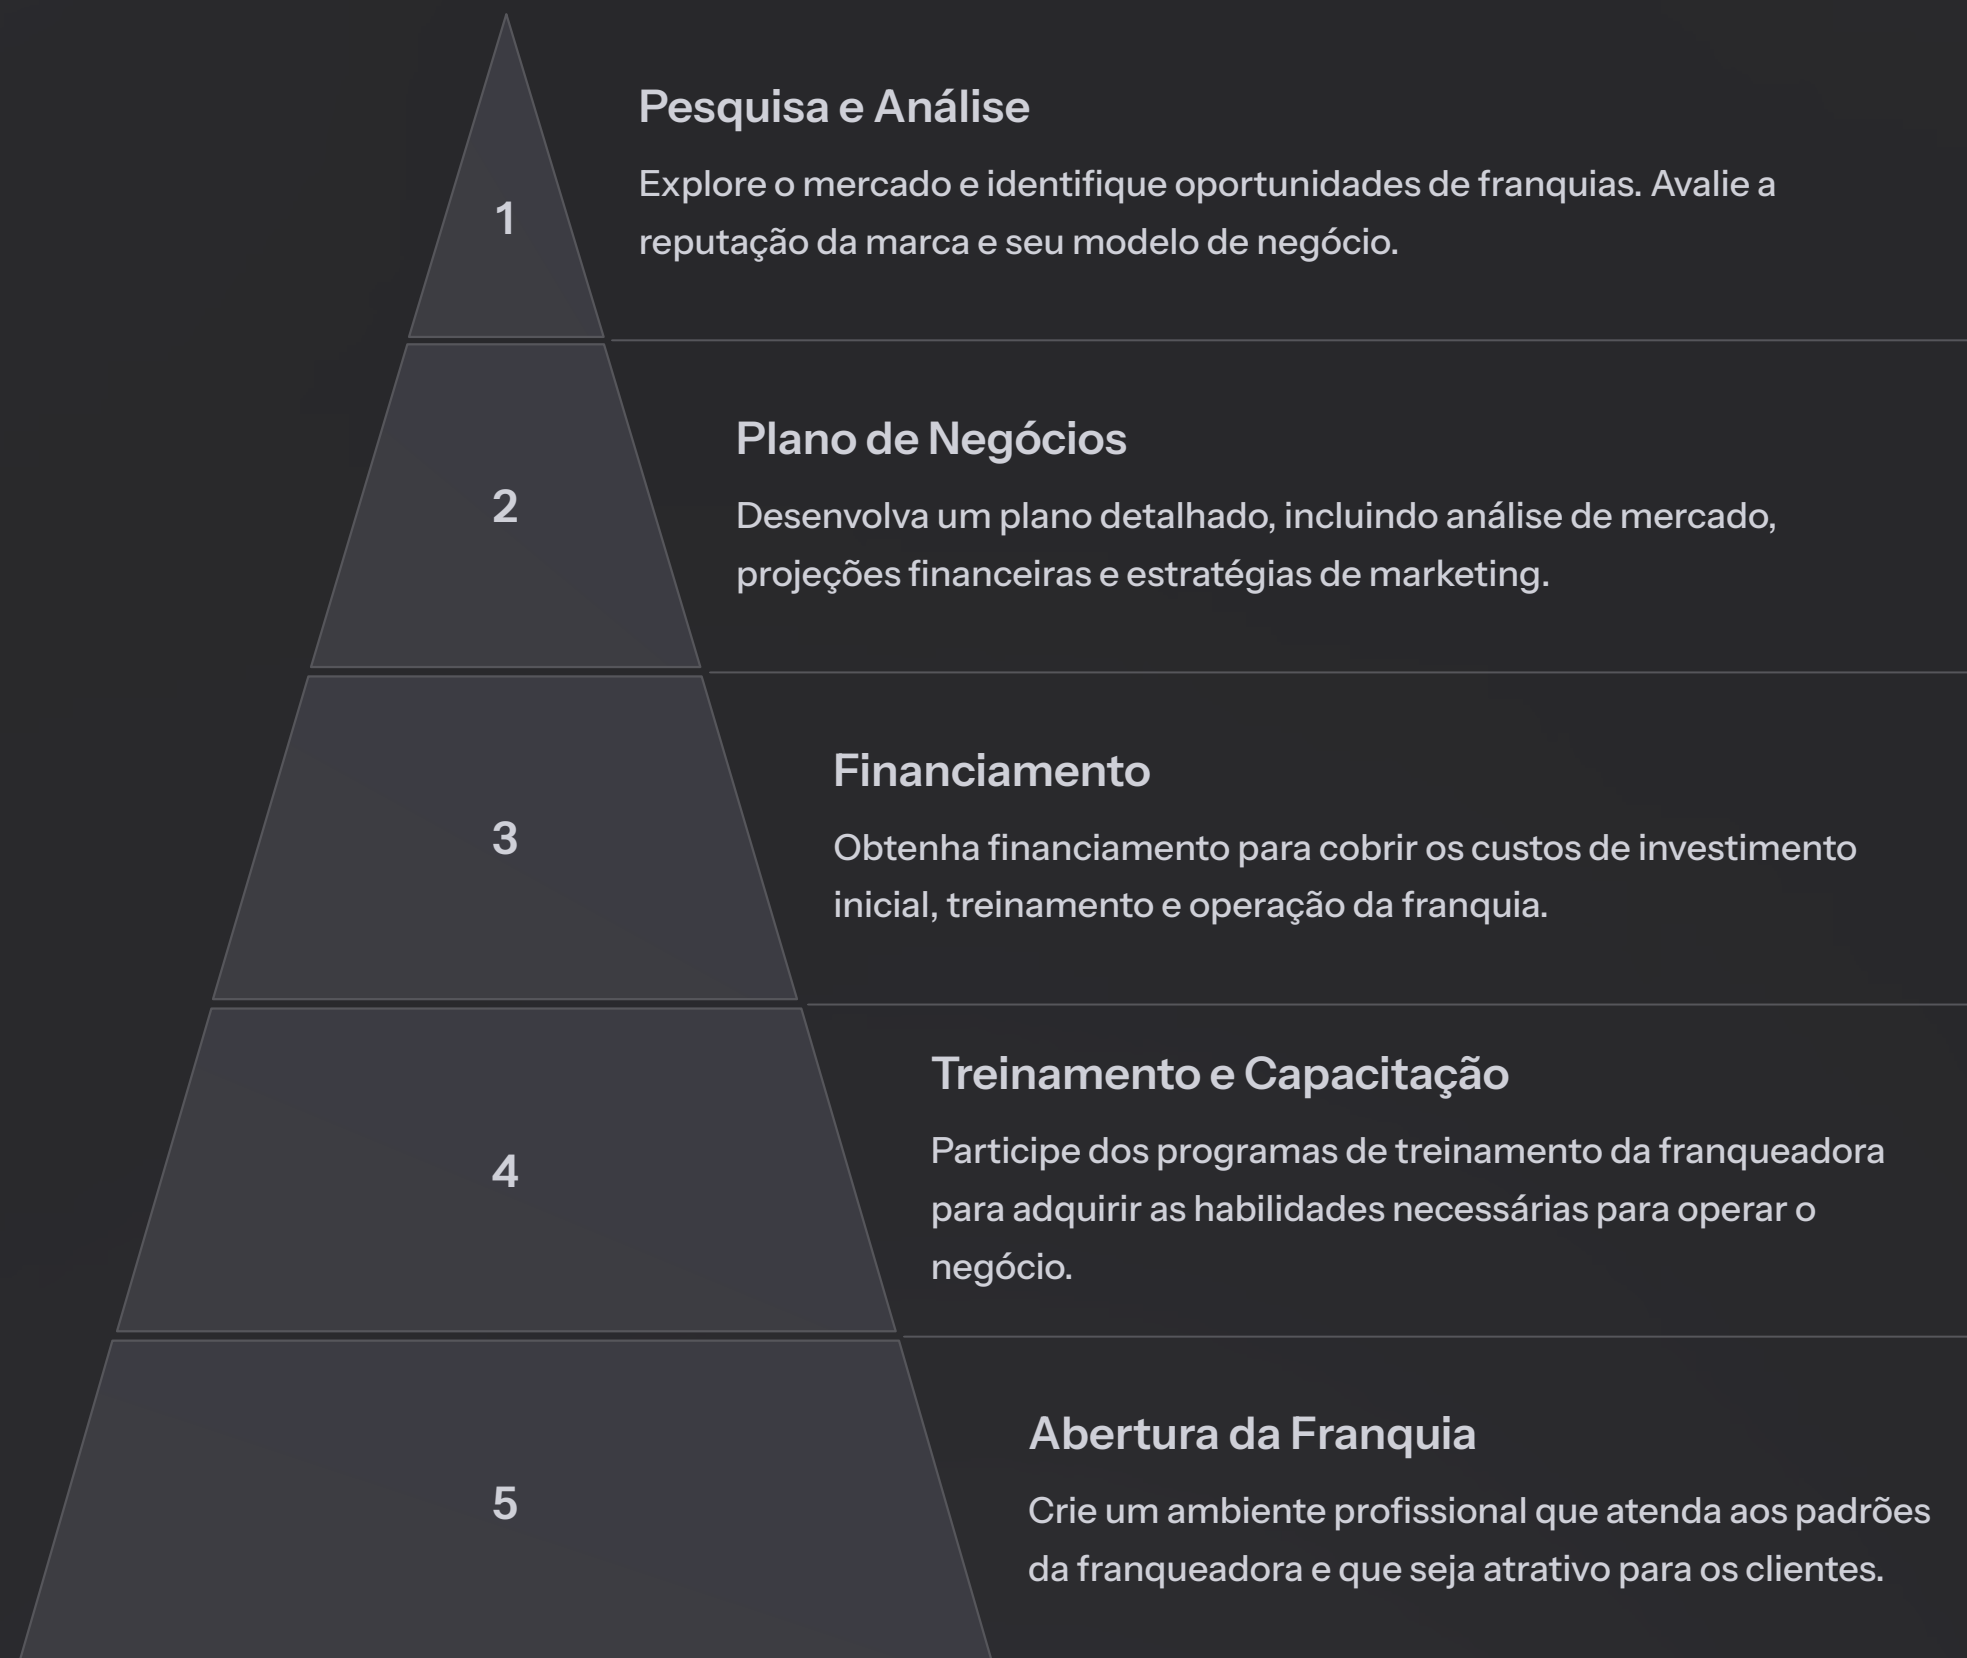 1
Pesquisa e Análise
Explore o mercado e identifique oportunidades de franquias. Avalie a
reputação da marca e seu modelo de negócio.
2
Plano de Negócios
Desenvolva um plano detalhado, incluindo análise de mercado,
projeções financeiras e estratégias de marketing.
3
Financiamento
Obtenha financiamento para cobrir os custos de investimento
inicial, treinamento e operação da franquia.
4
Treinamento e Capacitação
Participe dos programas de treinamento da franqueadora
para adquirir as habilidades necessárias para operar o
negócio.
5
Abertura da Franquia
Crie um ambiente profissional que atenda aos padrões
da franqueadora e que seja atrativo para os clientes.